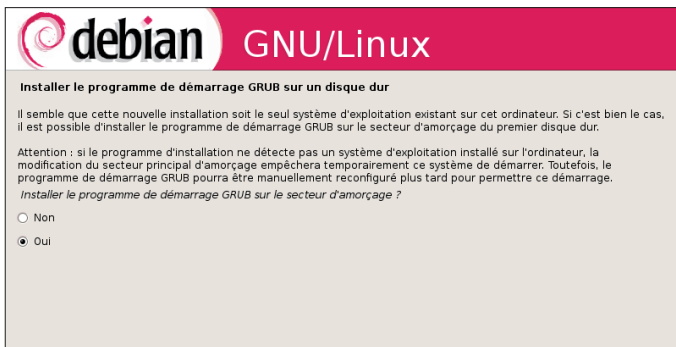 debian GNU/Linux
Installer le programme de démarrage GRUB sur un disque dur
Il semble que cette nouvelle installation soit le seul système d'exploitation existant sur cet ordinateur. Si c'est bien le cas,
il est possible d'installer le programme de démarrage GRUB sur le secteur d'amorçage du premier disque dur.
Attention : si le programme d'installation ne détecte pas un système d'exploitation installé sur l'ordinateur, la
modification du secteur principal d'amorçage empêchera temporairement ce système de démarrer. Toutefois, le
programme de démarrage GRUB pourra être manuellement reconfiguré plus tard pour permettre ce démarrage.
Installer le programme de démarrage GRUB sur le secteur d'amorçage ?
Non
Oui